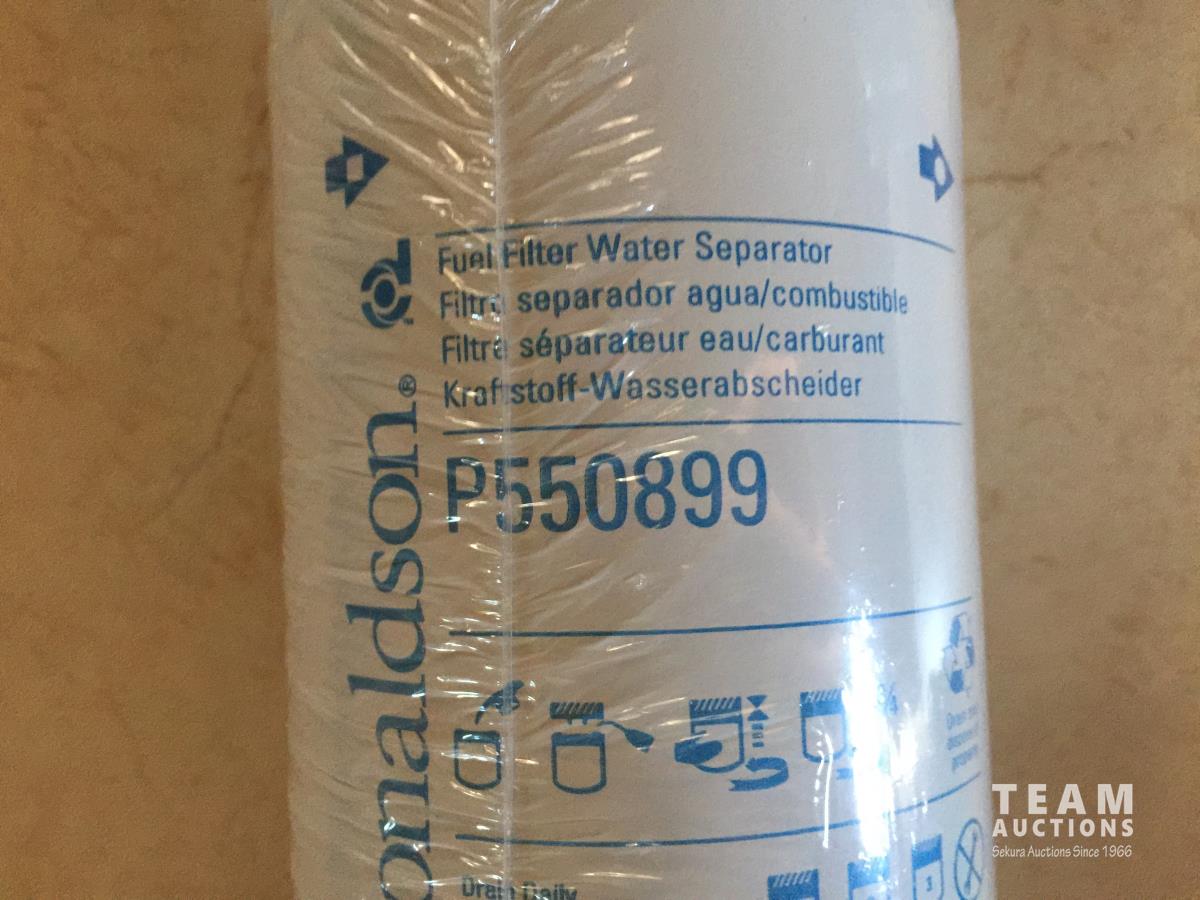 Fuel Filter Water Separator
Filtro separador agua/combustible
Filtre séparateur eau/carburant
Kraftstoff-Wasserabscheider
onaldson®
P550899
Drain Daily
3
TEAM
AUCTIONS
Sekura Auctions Since 1966